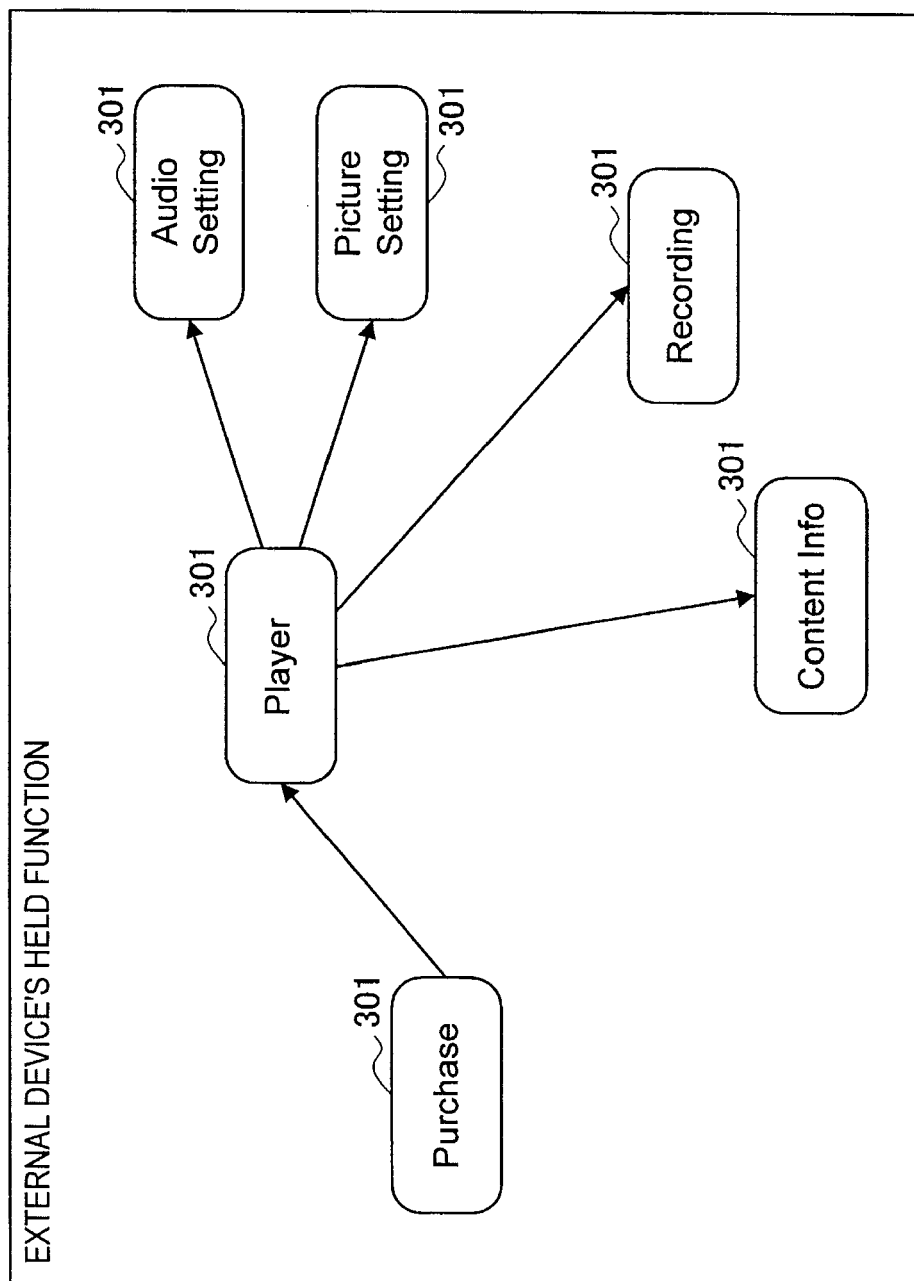 EXTERNAL DEVICE'S HELD FUNCTION
301
Audio
Setting
301
Player
301
Picture
Setting
301
Purchase
301
Recording
301
Content Info